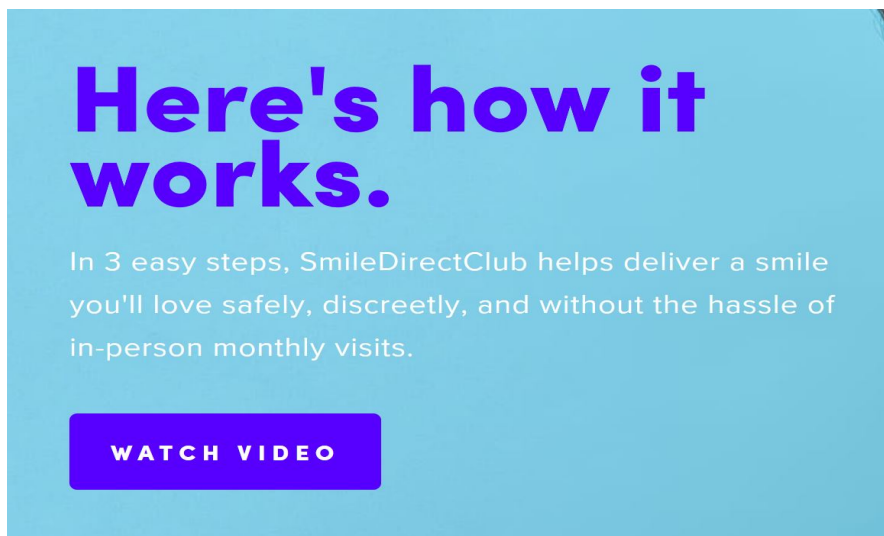 Here's how it
works.
In 3 easy steps, SmileDirectClub helps deliver a smile
you'll love safely, discreetly, and without the hassle of
in-person monthly visits.
WATCH VIDEO